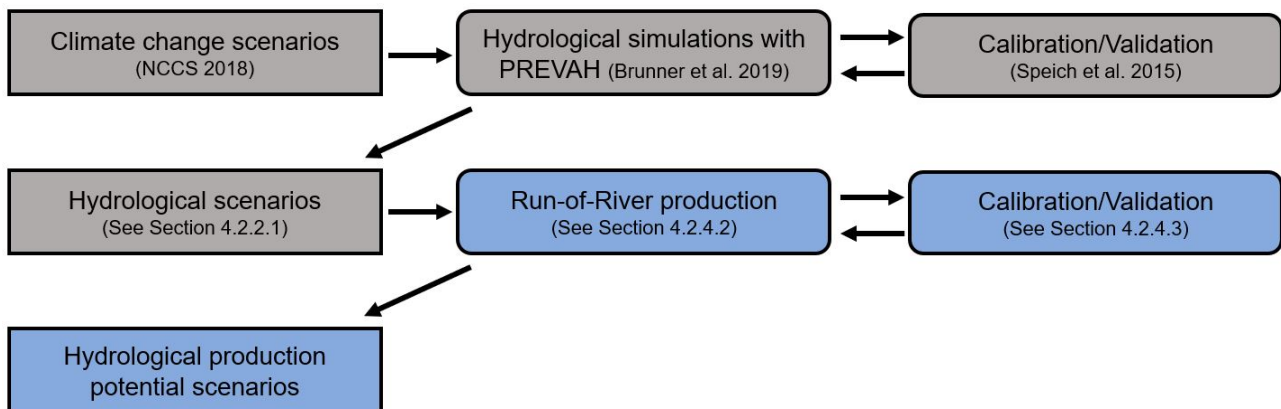 Climate change scenarios
(NCCS 2018)
Hydrological simulations with
PREVAH (Brunner et al. 2019)
Calibration/Validation
(Speich et al. 2015)
Hydrological scenarios
(See Section 4.2.2.1)
Run-of-River production
(See Section 4.2.4.2)
Calibration/Validation
(See Section 4.2.4.3)
Hydrological production
potential scenarios